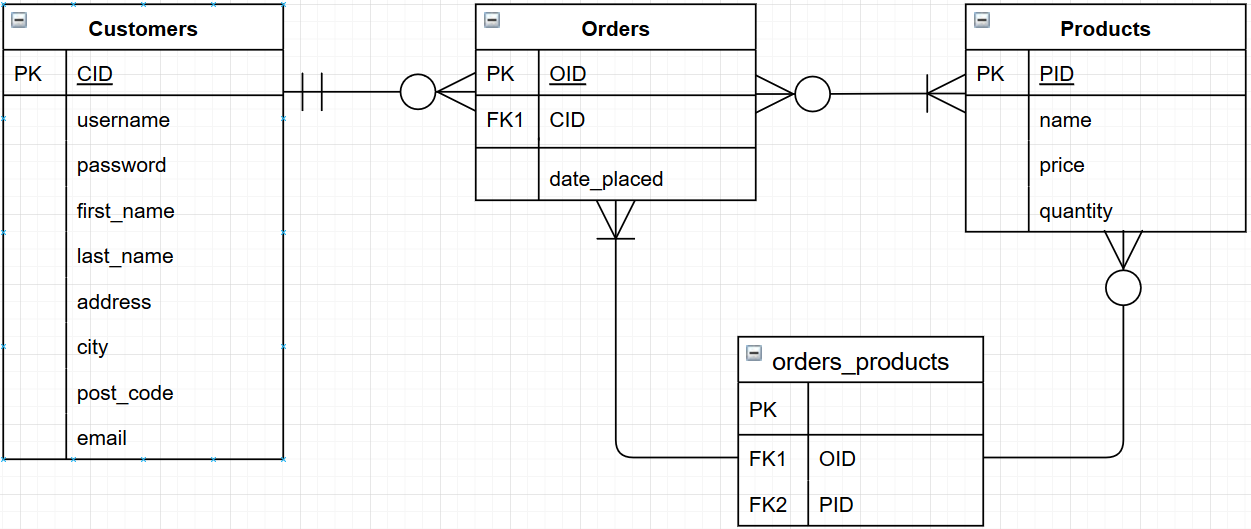 Customers
PK CID
username
password
first_name
last_name
address
city
post_code
email
Orders
PK OID
FK1 CID
date_placed
Products
PK PID
name
price
quantity
orders_products
PK
FK1 OID
FK2 PID